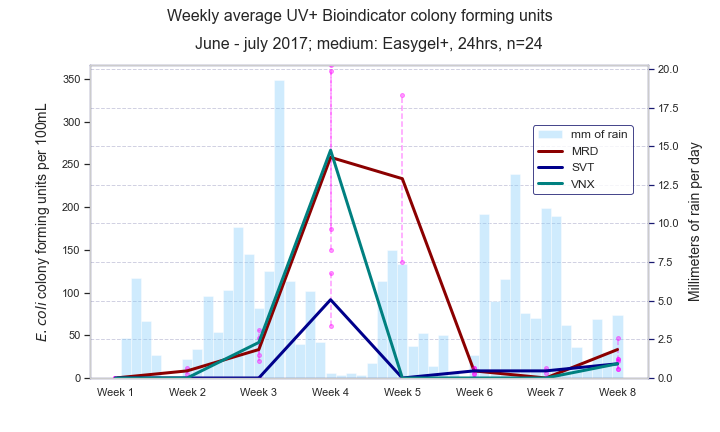 Weekly average UV+ Bioindicator colony forming units
June - july 2017; medium: Easygel+, 24hrs, n=24
E. coli colony forming units per 100mL
350
300
250
200
150
100
50
0
20.0
17.5
15.0
12.5
10.0
7.5
5.0
2.5
0.0
Millimeters of rain per day
mm of rain
MRD
SVT
VNX
Week 1 Week 2 Week 3 Week 4 Week 5 Week 6 Week 7 Week 8